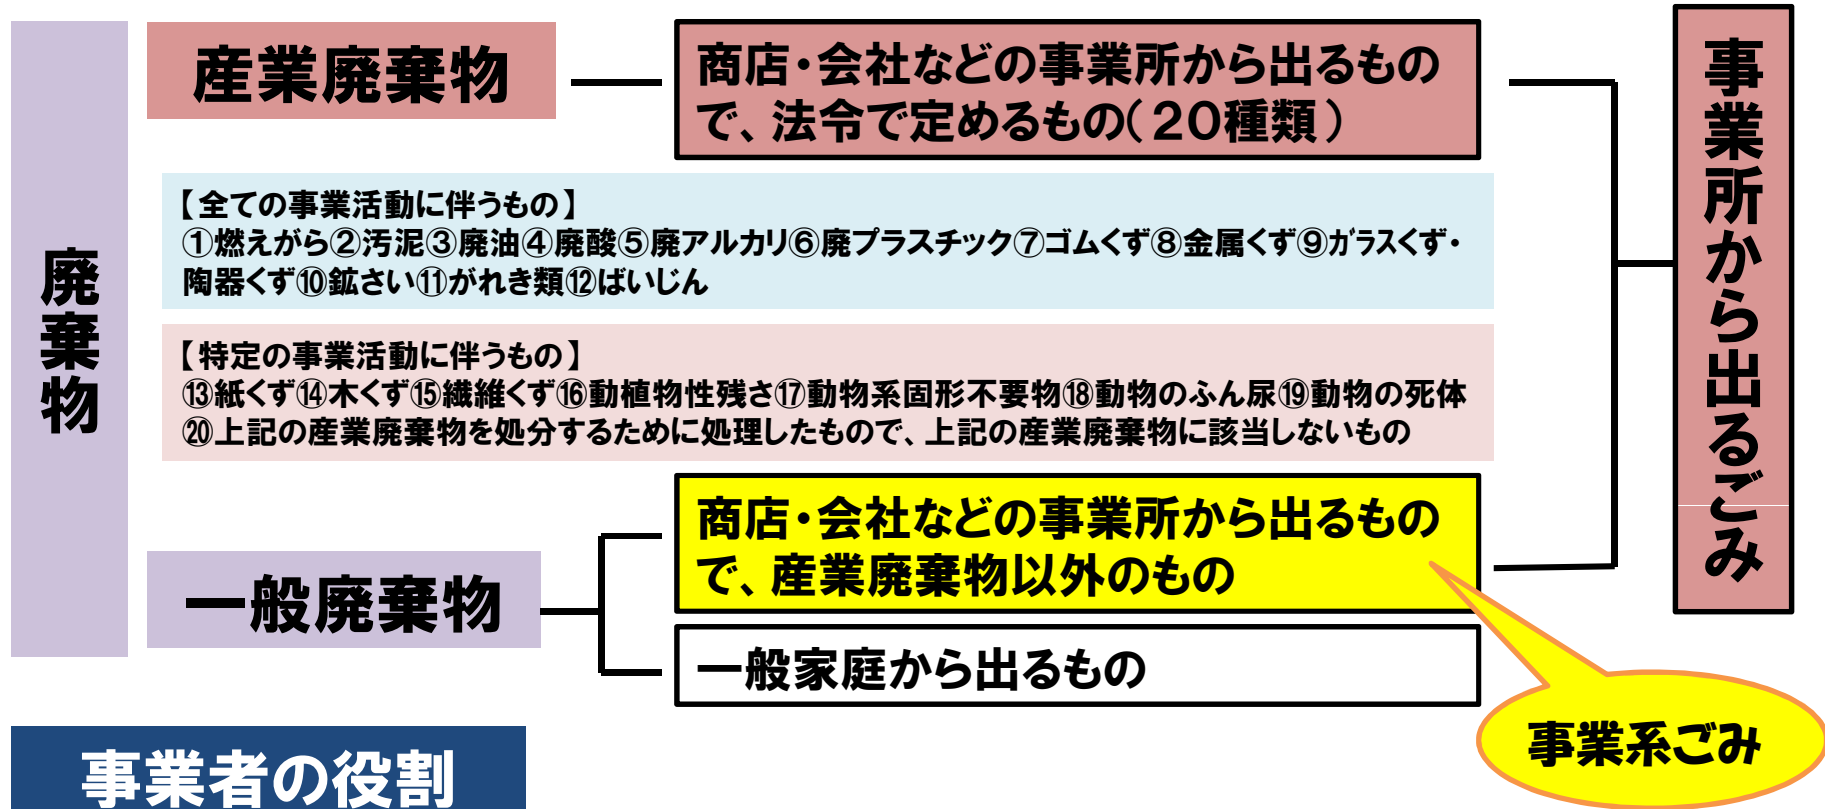 廃棄物
産業廃棄物
商店・会社などの事業所から出るもの
で、法令で定めるもの(20種類)
【全ての事業活動に伴うもの】
①燃えがら②汚泥③廃油④廃酸⑤廃アルカリ⑥廃プラスチック⑦ゴムくず⑧金属くず⑨ガラスくず・
陶器くず⑩鉱さい⑪がれき類⑫ばいじん
【特定の事業活動に伴うもの】
⑬紙くず⑭木くず⑮繊維くず⑯動植物性残さ⑰動物系固形不要物⑱動物のふん尿⑲動物の死体
⑳上記の産業廃棄物を処分するために処理したもので、上記の産業廃棄物に該当しないもの
一般廃棄物
商店・会社などの事業所から出るもの
で、産業廃棄物以外のもの
一般家庭から出るもの
事業所から出るごみ
事業系ごみ
事業者の役割